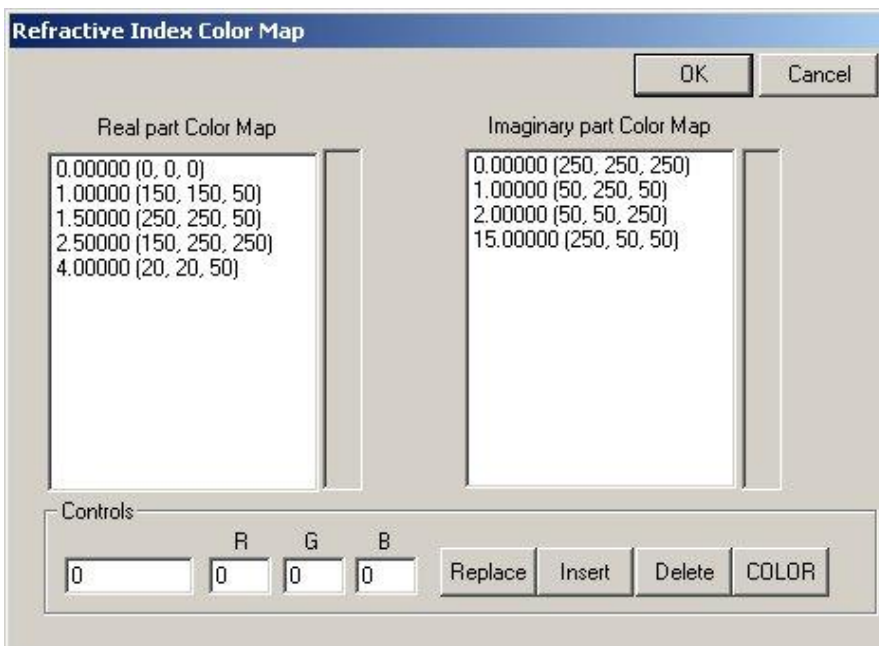 Refractive Index Color Map
OK Cancel
Real part Color Map
0.00000 (0, 0, 0)
1.00000 (150, 150, 50)
1.50000 (250, 250, 50)
2.50000 (150, 250, 250)
4.00000 (20, 20, 50)
Imaginary part Color Map
0.00000 (250, 250, 250)
1.00000 (50, 250, 50)
2.00000 (50, 50, 250)
15.00000 (250, 50, 50)
Controls
R G B
0 0 0 0 Replace Insert Delete COLOR